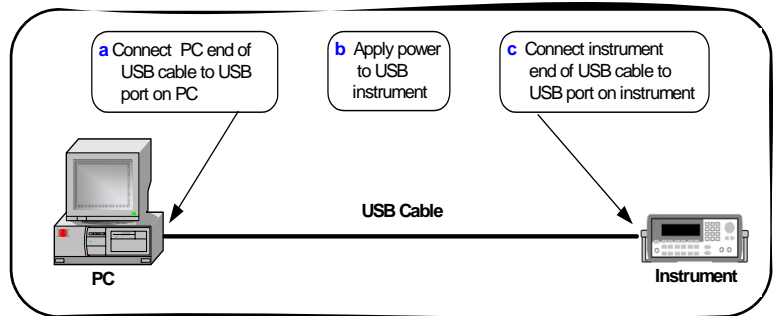 a Connect PC end of
USB cable to USB
port on PC
b Apply power
to USB
instrument
c Connect instrument
end of USB cable to
USB port on instrument
USB Cable
PC
Instrument